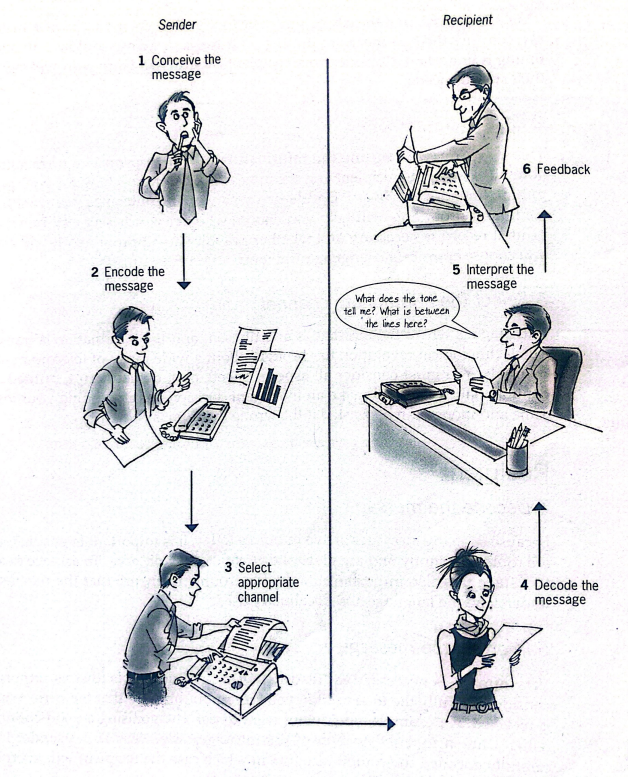 Sender
Recipient
1 Conceive the
message
2 Encode the
message
3 Select
appropriate
channel
4 Decode the
message
5 Interpret the
message
What does the tone
tell me? What is between
the lines here?
6 Feedback